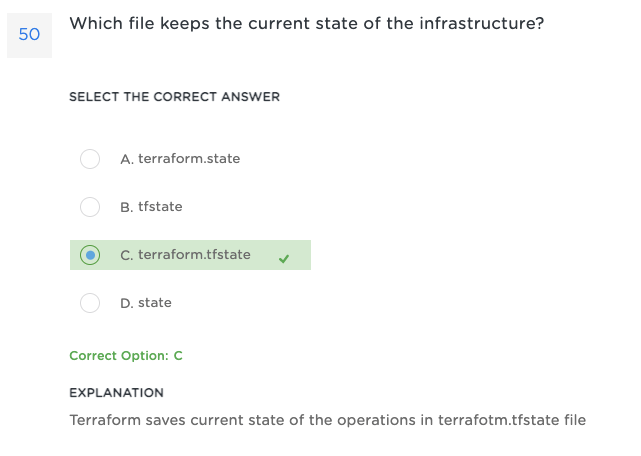 50
Which file keeps the current state of the infrastructure?
SELECT THE CORRECT ANSWER
A. terraform.state
B. tfstate
C. terraform.tfstate
D. state
Correct Option: C
EXPLANATION
Terraform saves current state of the operations in terrafotm.tfstate file